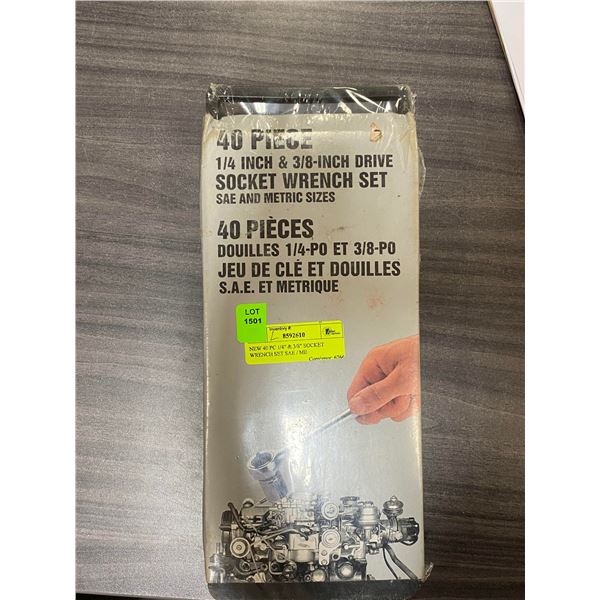 40 PIECE
1/4 INCH & 3/8-INCH DRIVE
SOCKET WRENCH SET
SAE AND METRIC SIZES
40 PIÈCES
DOUILLES 1/4-PO ET 3/8-PO
JEU DE CLÉ ET DOUILLES
S.A.E. ET METRIQUE
LOT
1501
Inventory #:
8592610
NEW 40 PC 1/4" & 3/8" SOCKET
WRENCH SET SAE / ME
Consignor: